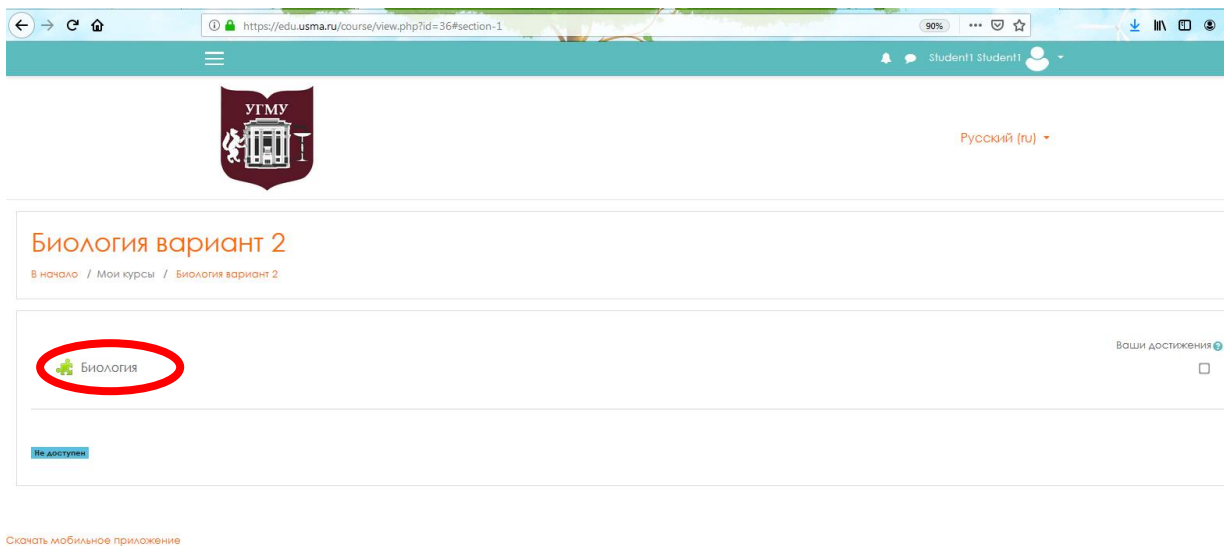 https://edu.usma.ru/course/view.php?id=36#section-1
90%
Student1 Student1
УГМУ
Русский (ru)
Биология вариант 2
В начало / Мои курсы / Биология вариант 2
Ваши достижения
Биология
Не доступен
Скачать мобильное приложение